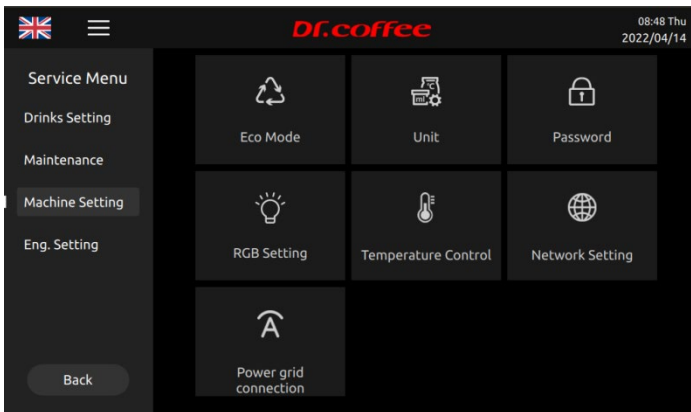 Dr.coffee
08:48 Thu
2022/04/14
Service Menu
Drinks Setting
Maintenance
Machine Setting
Eng. Setting
Back
Eco Mode
°C
ml
Unit
Password
RGB Setting
Temperature Control
Network Setting
A
Power grid
connection